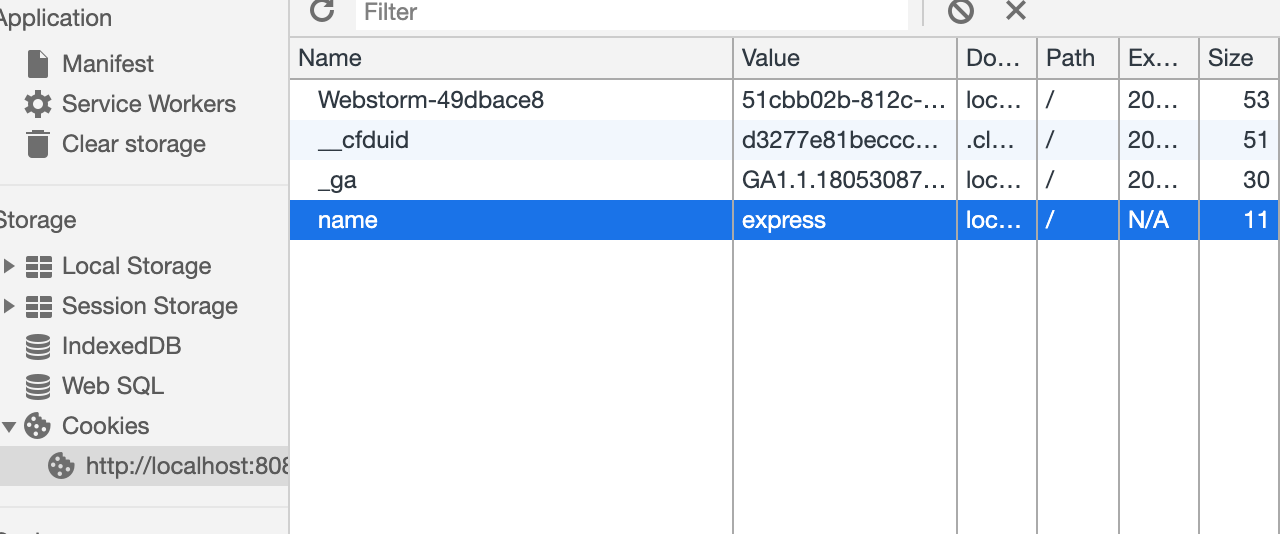 Application
Manifest
Service Workers
Clear storage
Storage
Local Storage
Session Storage
IndexedDB
Web SQL
Cookies
http://localhost:808
Filter
Name Value Do... Path Ex... Size
Webstorm-49dbace8 51cbb02b-812c-... loc... / 20... 53
__cfduid d3277e81beccc... .cl... / 20... 51
_ga GA1.1.18053087... loc... / 20... 30
name express loc... / N/A 11